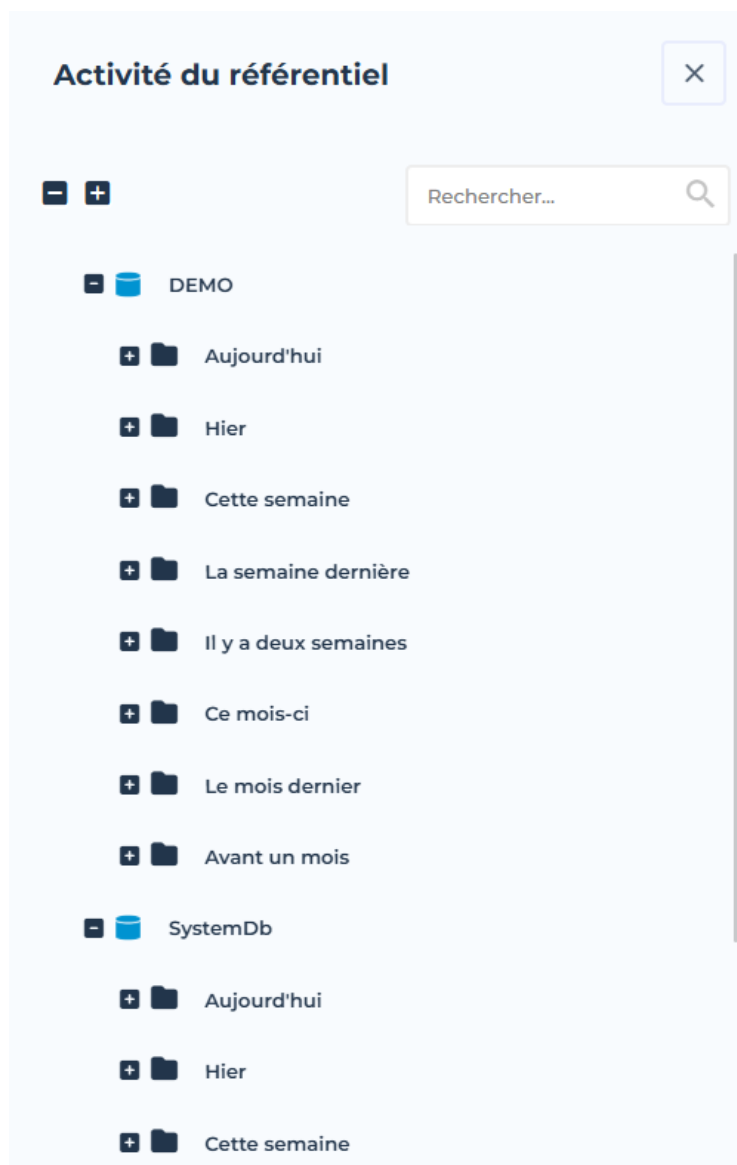 Activité du référentiel
Rechercher...
DEMO
Aujourd'hui
Hier
Cette semaine
La semaine dernière
Il y a deux semaines
Ce mois-ci
Le mois dernier
Avant un mois
SystemDb
Aujourd'hui
Hier
Cette semaine